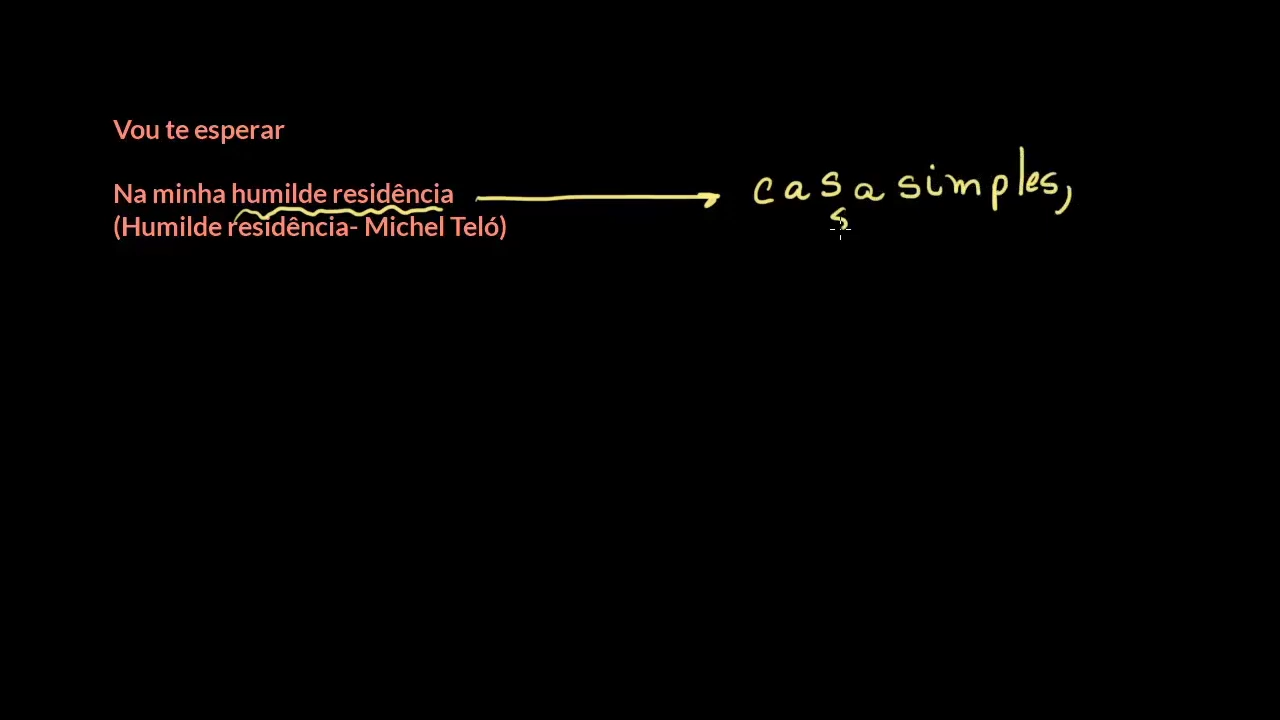 Vou te esperar
Na minha humilde residência
(Humilde residência- Michel Teló)
casa simples,
s